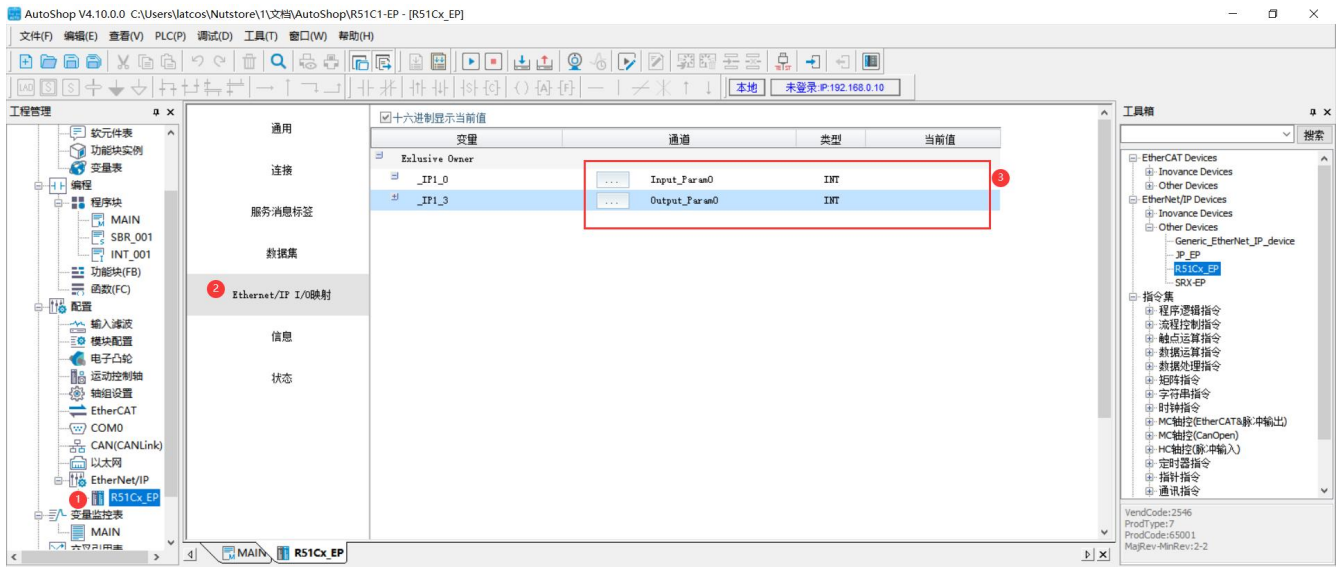 AutoShop V4.10.0.0 C:\Users\latcos\Nutstore\1\文档\AutoShop\R51C1-EP - [R51Cx_EP]
文件(F) 编辑(E) 查看(V) PLC(P) 调试(D) 工具(T) 窗口(W) 帮助(H)
本地 未登录:IP:192.168.0.10
工程管理
软元件表
功能块实例
变量表
编程
程序块
MAIN
SBR_001
INT_001
功能块(FB)
函数(FC)
配置
输入滤波
模块配置
电子凸轮
运动控制轴
轴组设置
EtherCAT
COM0
CAN(CANLink)
以太网
EtherNet/IP
1 R51Cx_EP
变量监控表
MAIN
交叉引用表
通用
连接
服务消息标签
数据集
2 Ethernet/IP I/O映射
信息
状态
十六进制显示当前值
变量 通道 类型 当前值
Exlusive Owner
_IP1_0 ... Input_Param0 INT
_IP1_3 ... Output_Param0 INT
3
MAIN R51Cx_EP
工具箱
搜索
EtherCAT Devices
Inovance Devices
Other Devices
EtherNet/IP Devices
Inovance Devices
Other Devices
Generic_EtherNet_IP_device
JP_EP
R51Cx_EP
SRX-EP
指令集
程序逻辑指令
流程控制指令
触点运算指令
数据运算指令
数据处理指令
矩阵指令
字符串指令
时钟指令
MC轴控(EtherCAT&脉冲输出)
MC轴控(CanOpen)
HC轴控(脉冲输入)
定时器指令
指针指令
通讯指令
VendCode:2546
ProdType:7
ProdCode:65001
MajRev-MinRev:2-2